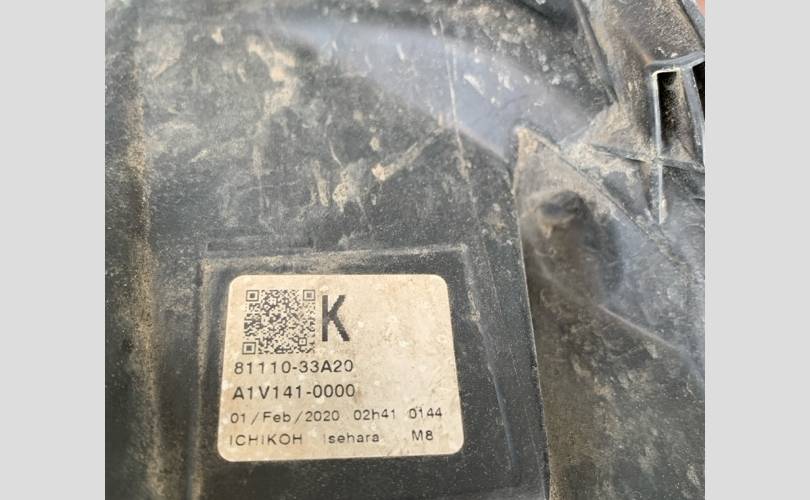 K
81110-33A20
A1V141-0000
01/Feb/2020 02h41 0144
ICHIKOH Isehara M8